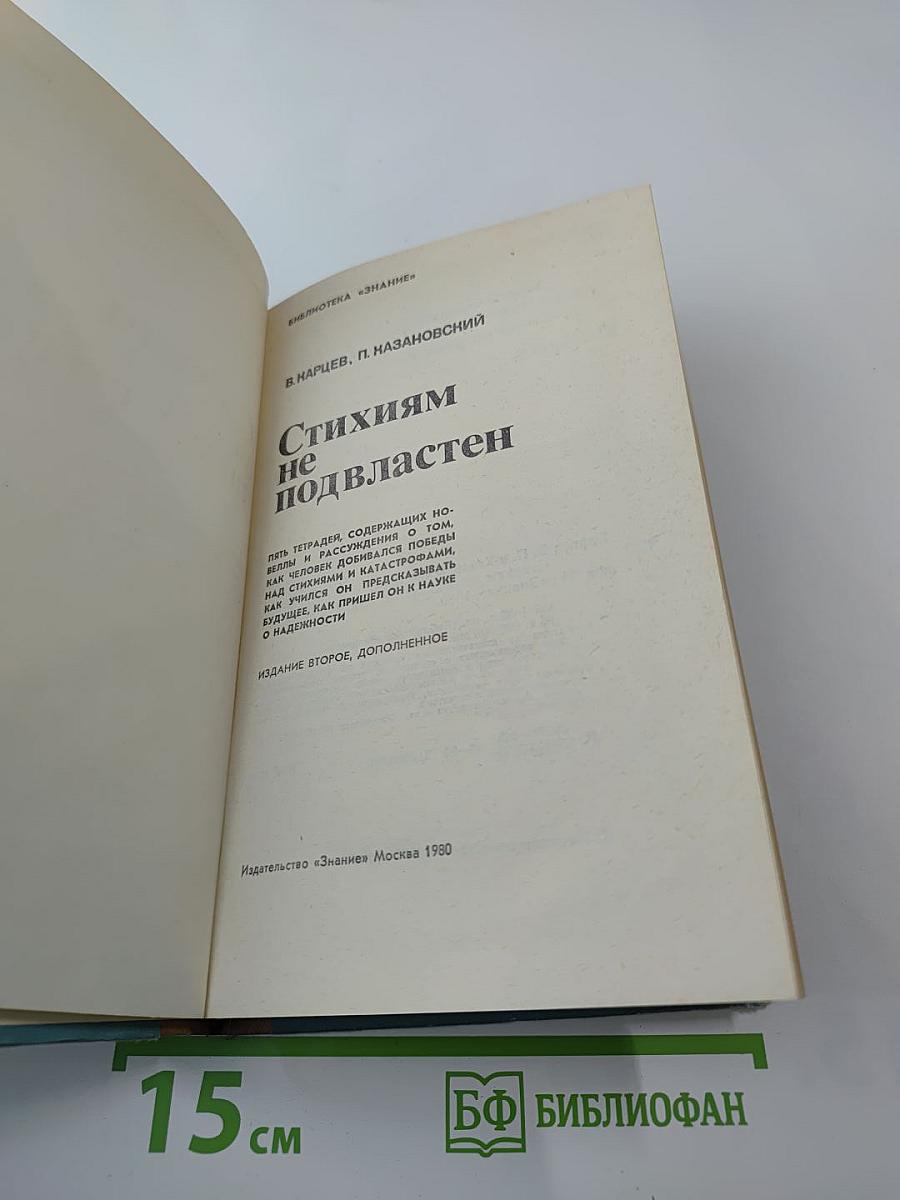 БИБЛИОТЕКА «ЗНАНИЕ»
В. КАРЦЕВ, П. КАЗАНОВСКИЙ
Стихиям
не
подвластен
ПЯТЬ ТЕТРАДЕЙ, СОДЕРЖАЩИХ НО-
ВЕЛЛЫ И РАССУЖДЕНИЯ О ТОМ,
КАК ЧЕЛОВЕК ДОБИВАЛСЯ ПОБЕДЫ
НАД СТИХИЯМИ И КАТАСТРОФАМИ,
КАК УЧИЛСЯ ОН ПРЕДСКАЗЫВАТЬ
БУДУЩЕЕ, КАК ПРИШЕЛ ОН К НАУКЕ
О НАДЕЖНОСТИ
ИЗДАНИЕ ВТОРОЕ, ДОПОЛНЕННОЕ
Издательство «Знание» Москва 1980
15 см
БФ БИБЛИОФАН